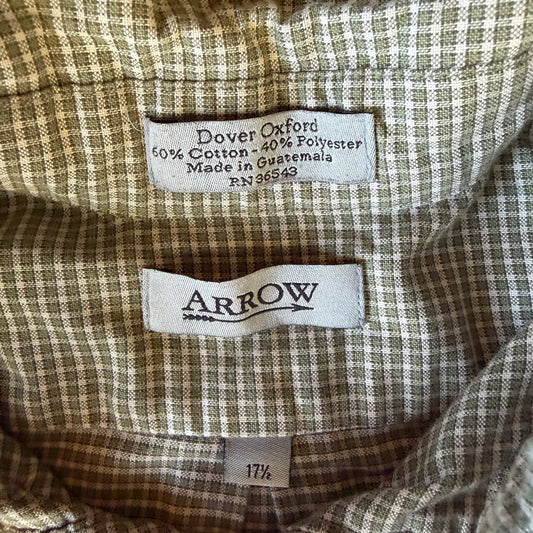 Dover Oxford
60% Cotton - 40% Polyester
Made in Guatemala
RN36543
ARROW
17½